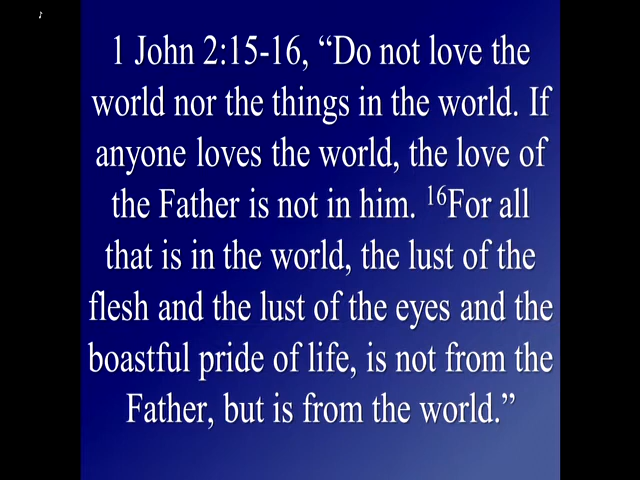 1 John 2:15-16, “Do not love the
world nor the things in the world. If
anyone loves the world, the love of
the Father is not in him. ¹⁶For all
that is in the world, the lust of the
flesh and the lust of the eyes and the
boastful pride of life, is not from the
Father, but is from the world.”